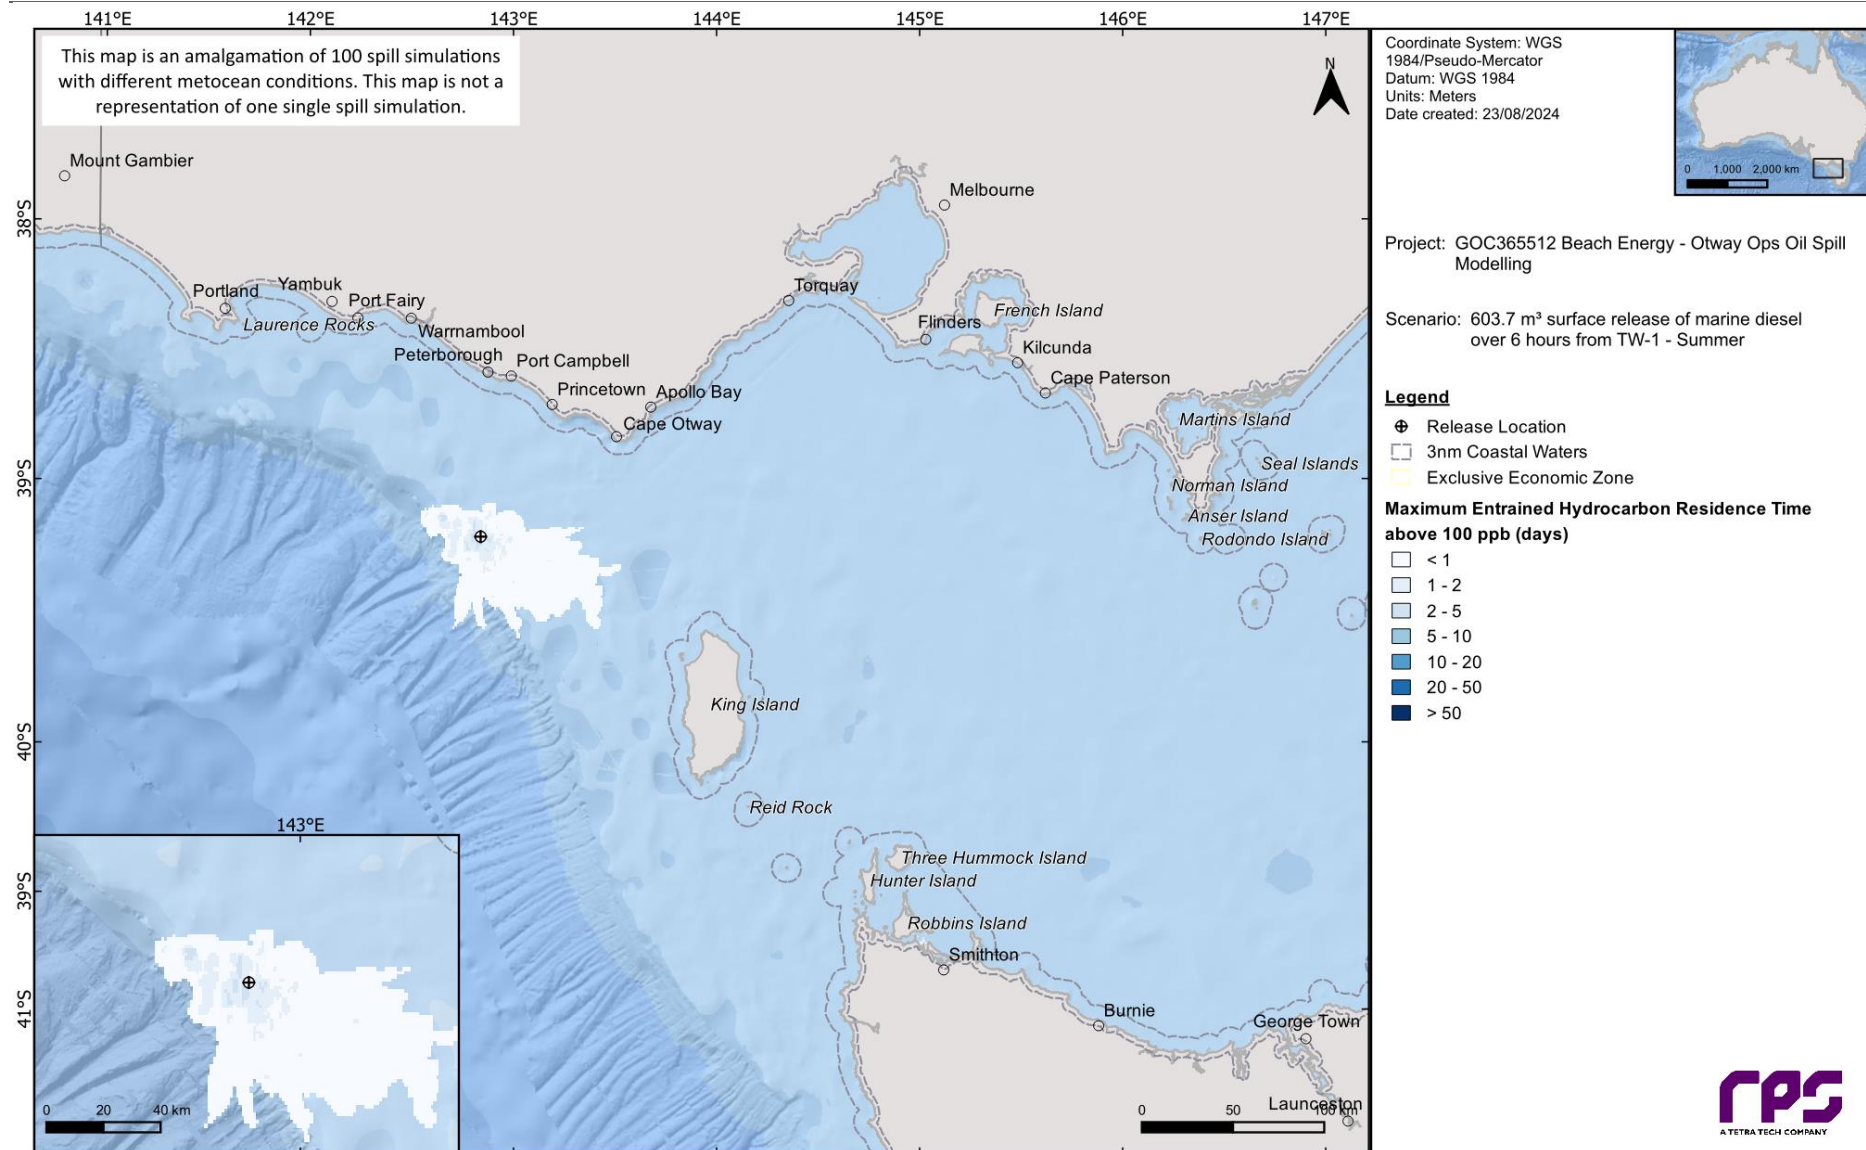 141°E
142°E
143°E
144°E
145°E
146°E
147°E
This map is an amalgamation of 100 spill simulations
with different metocean conditions. This map is not a
representation of one single spill simulation.
N
Mount Gambier
Melbourne
38°S
Portland
Yambuk
Port Fairy
Laurence Rocks
Warrnambool
Peterborough
Port Campbell
Princetown
Apollo Bay
Cape Otway
Torquay
French Island
Flinders
Kilcunda
Cape Paterson
Martins Island
Seal Islands
39°S
Norman Island
Anser Island
Rodondo Island
King Island
40°S
Reid Rock
Three Hummock Island
Hunter Island
Robbins Island
Smithton
41°S
Burnie
George Town
Launceston
0 50 100 km
143°E
39°S
0 20 40 km
Coordinate System: WGS
1984/Pseudo-Mercator
Datum: WGS 1984
Units: Meters
Date created: 23/08/2024
0 1,000 2,000 km
Project: GOC365512 Beach Energy - Otway Ops Oil Spill
Modelling
Scenario: 603.7 m³ surface release of marine diesel
over 6 hours from TW-1 - Summer
Legend
Release Location
3nm Coastal Waters
Exclusive Economic Zone
Maximum Entrained Hydrocarbon Residence Time
above 100 ppb (days)
< 1
1 - 2
2 - 5
5 - 10
10 - 20
20 - 50
> 50
rps
A TETRA TECH COMPANY